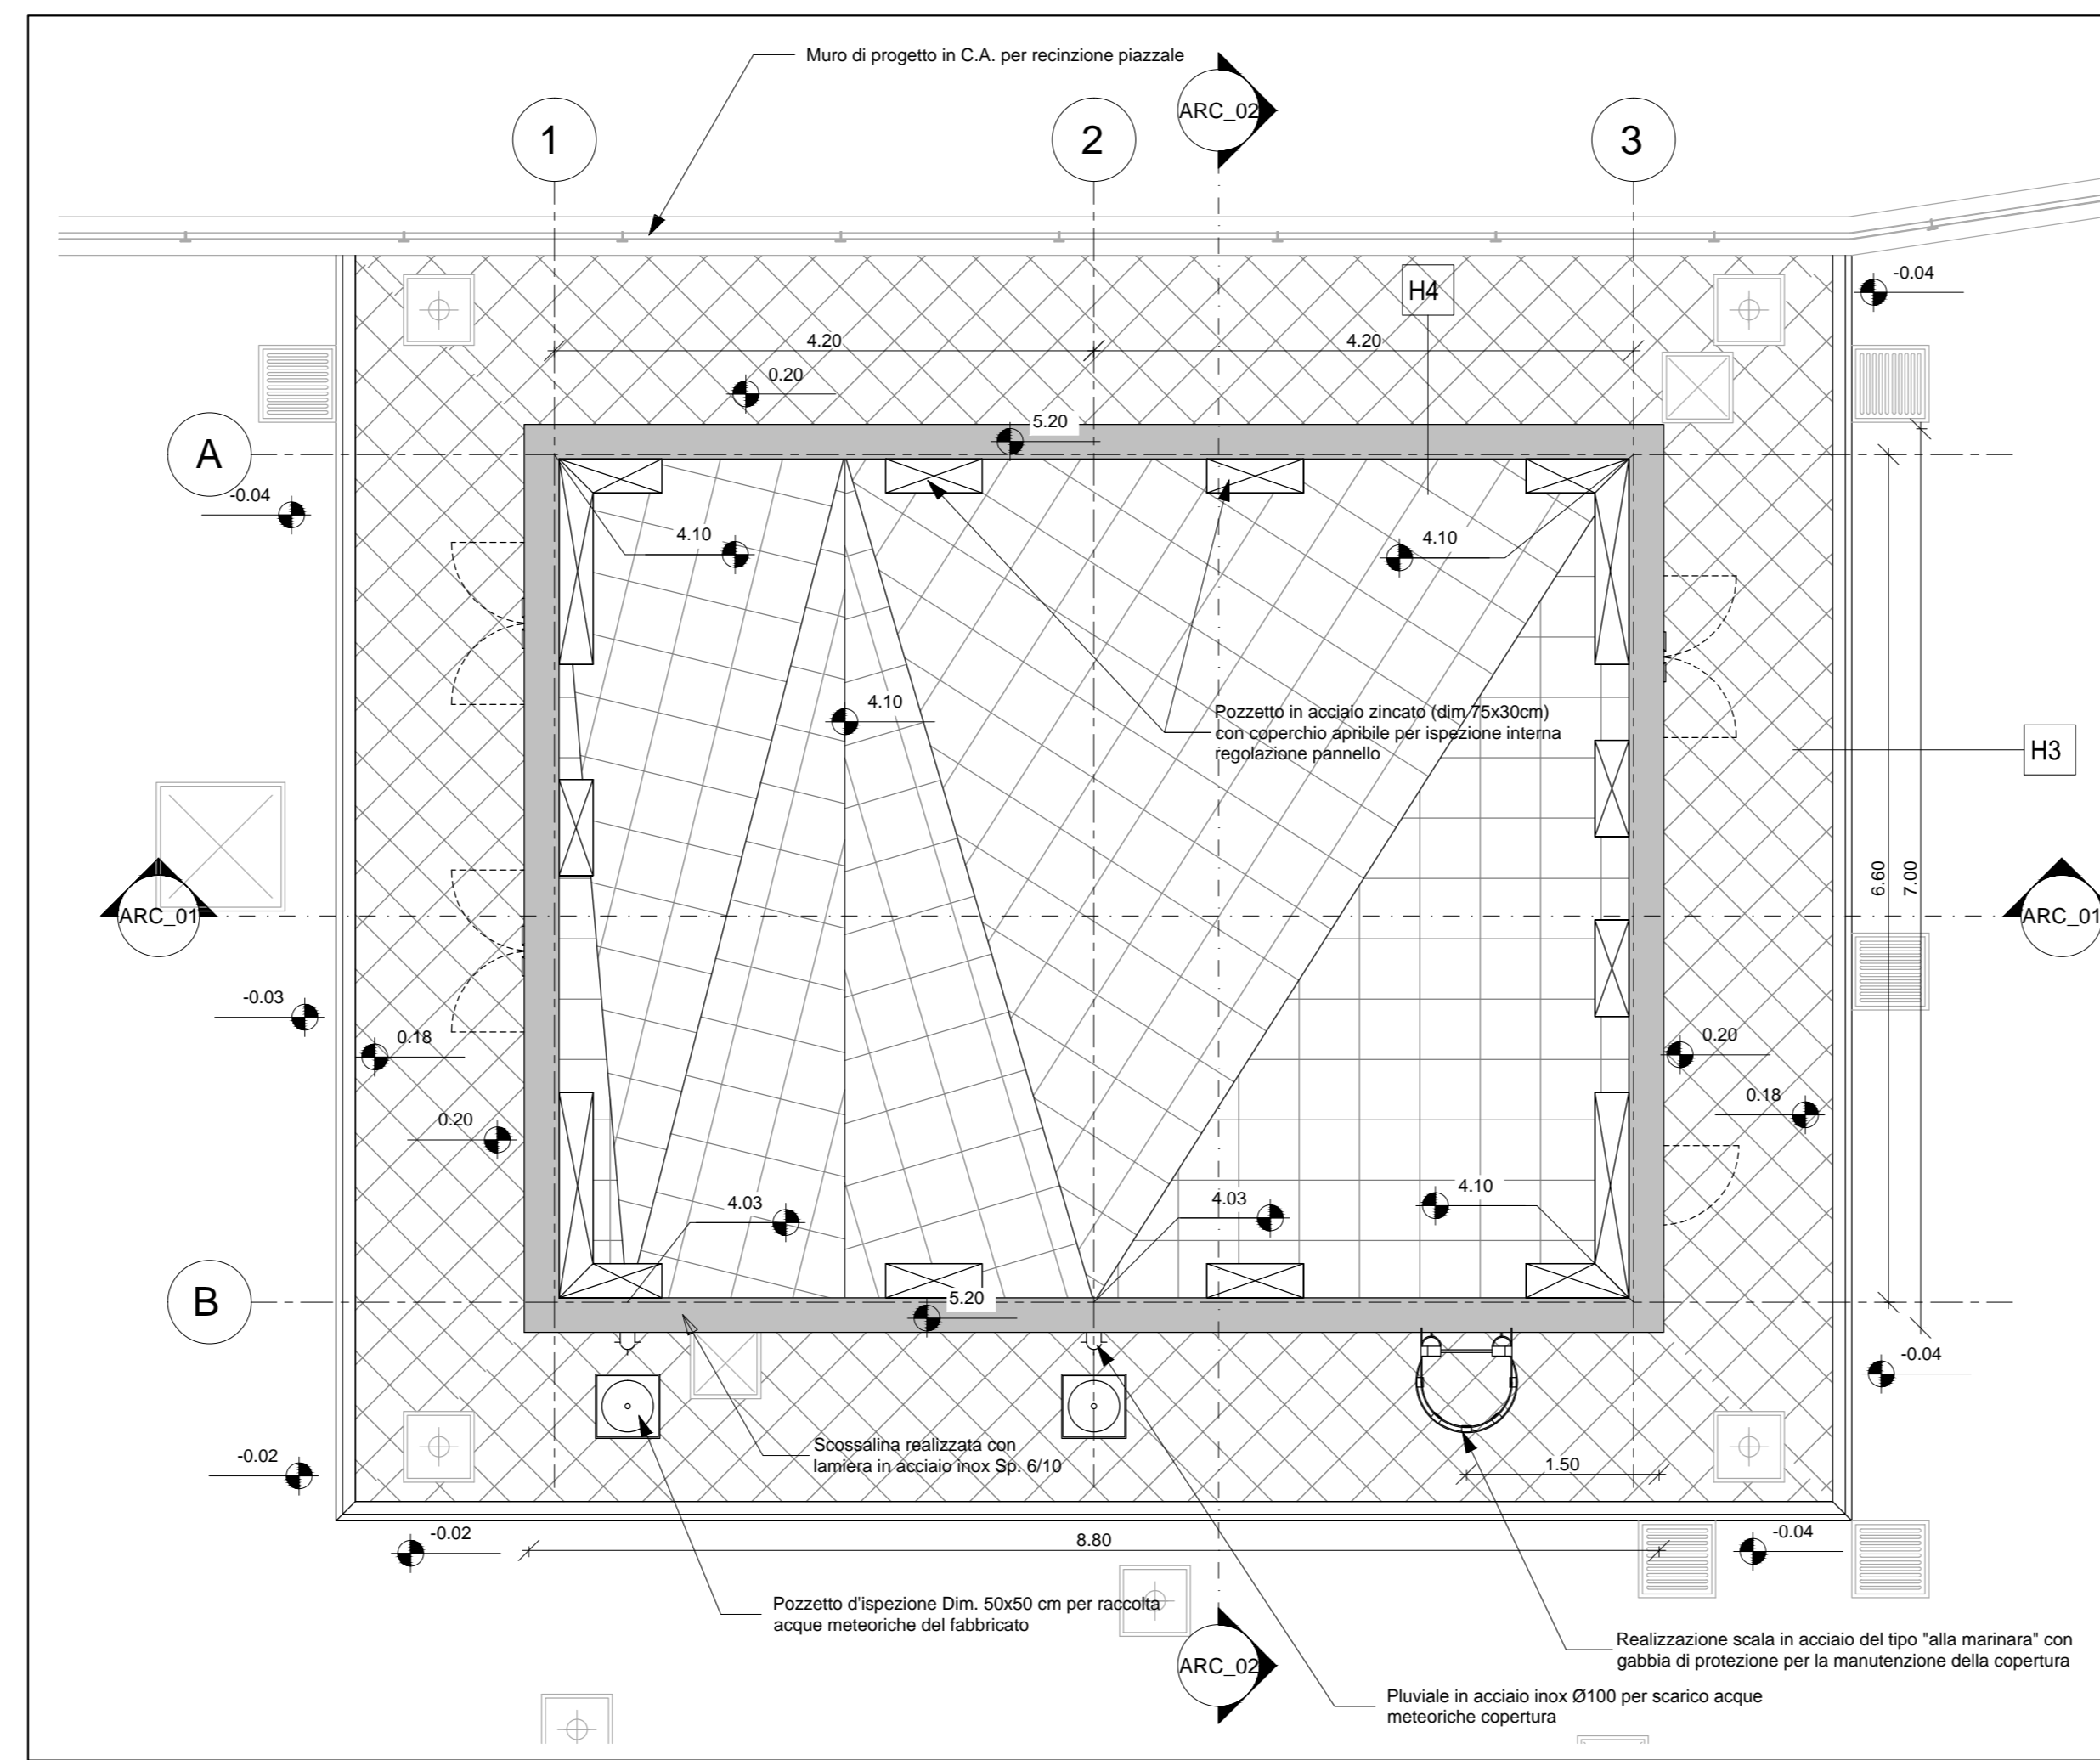 Muro di progetto in C.A. per recinzione piazzale
ARC_02
1
2
3
-0.04
H4
4.20
4.20
0.20
5.20
A
-0.04
4.10
4.10
4.10
Pozzetto in acciaio zincato (dim 75x30cm)
con coperchio apribile per ispezione interna
regolazione pannello
H3
6.60
7.00
ARC_01
ARC_01
-0.03
0.18
0.20
0.20
0.18
4.03
4.03
4.10
B
5.20
-0.04
Scossalina realizzata con
lamiera in acciaio inox Sp. 6/10
-0.02
1.50
-0.02
8.80
-0.04
Pozzetto d'ispezione Dim. 50x50 cm per raccolta
acque meteoriche del fabbricato
Realizzazione scala in acciaio del tipo "alla marinara" con
gabbia di protezione per la manutenzione della copertura
ARC_02
Pluviale in acciaio inox Ø100 per scarico acque
meteoriche copertura